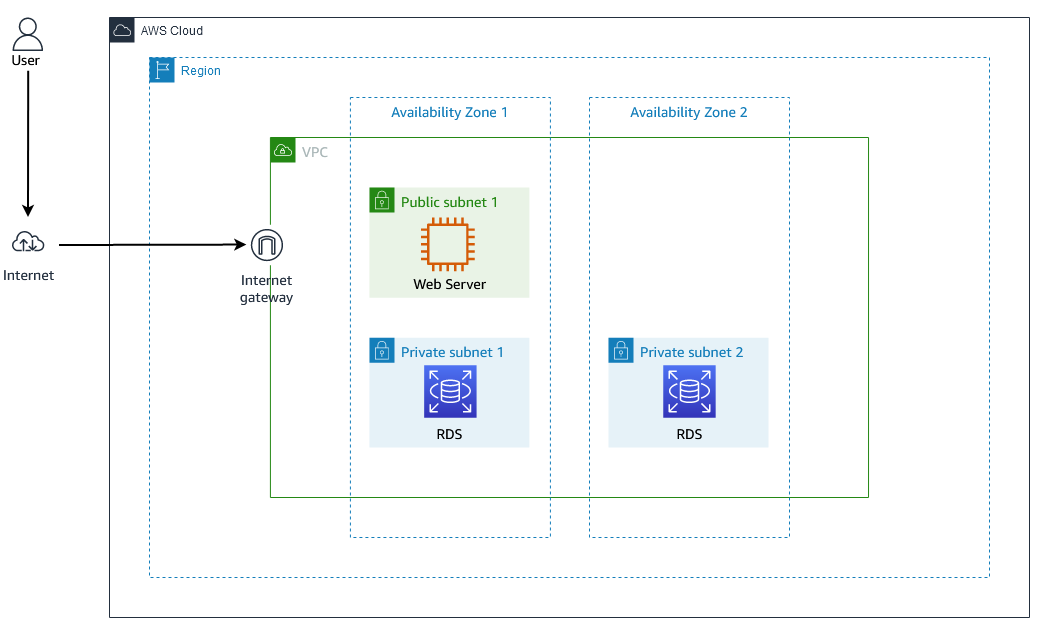 AWS Cloud
User
Region
Availability Zone 1
Availability Zone 2
VPC
Public subnet 1
Web Server
Internet
Internet
gateway
Private subnet 1
Private subnet 2
RDS
RDS